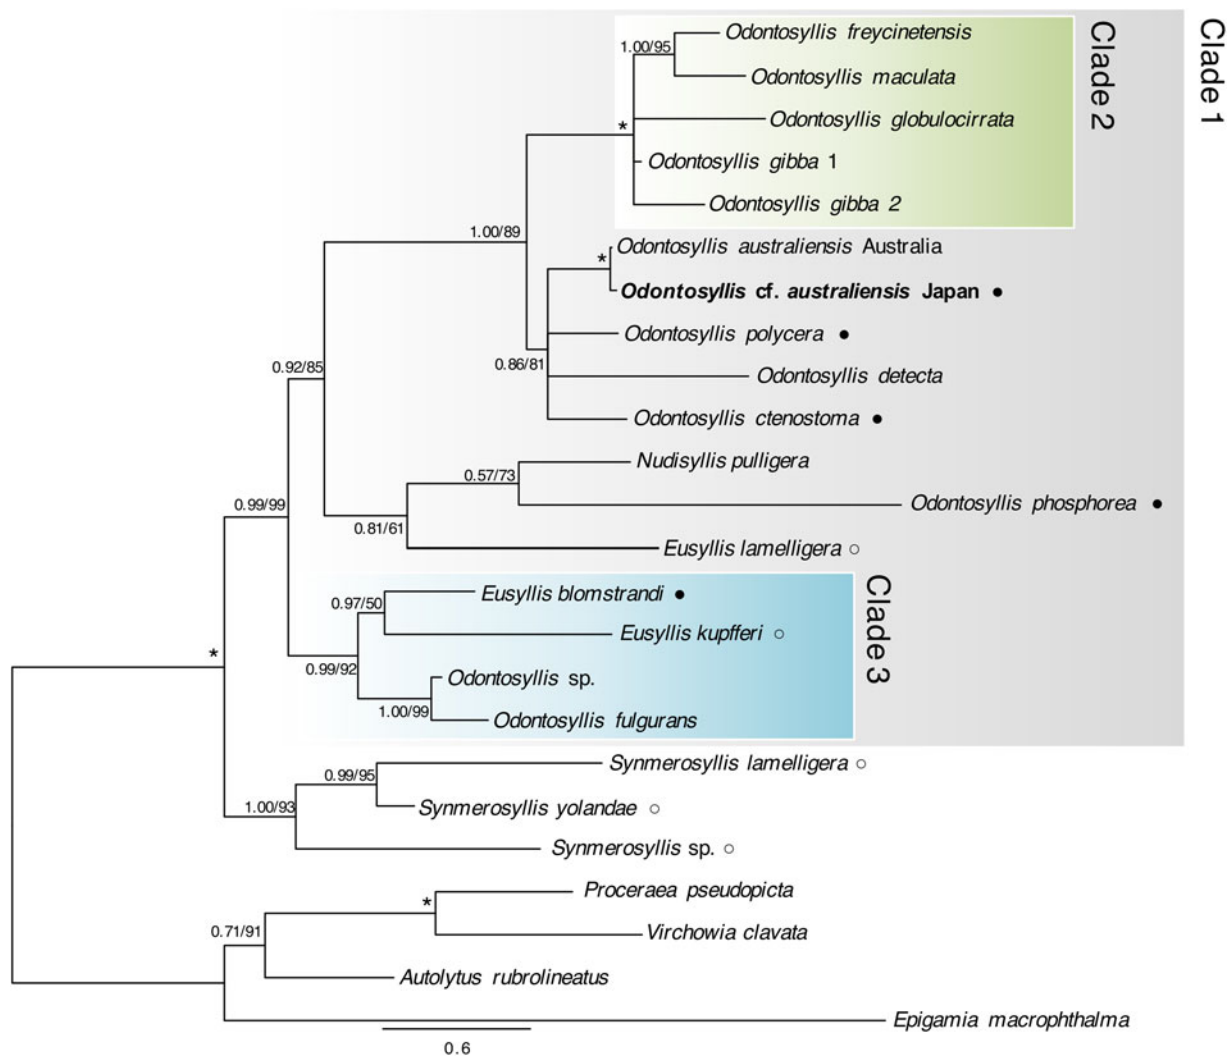 Clade 1
Clade 2
Odontosyllis freycinetensis
1.00/95
Odontosyllis maculata
Odontosyllis globulocirrata
*
Odontosyllis gibba 1
Odontosyllis gibba 2
1.00/89
Odontosyllis australiensis Australia
*
Odontosyllis cf. australiensis Japan ●
Odontosyllis polycera ●
0.86/81
0.92/85
Odontosyllis detecta
Odontosyllis ctenostoma ●
Nudisyllis pulligera
0.57/73
Odontosyllis phosphorea ●
0.99/99
0.81/61
Eusyllis lamelligera ○
Clade 3
Eusyllis blomstrandi ●
0.97/50
Eusyllis kupfferi ○
*
0.99/92
Odontosyllis sp.
1.00/99
Odontosyllis fulgurans
Synmerosyllis lamelligera ○
0.99/95
1.00/93
Synmerosyllis yolandae ○
Synmerosyllis sp. ○
Proceraea pseudopicta
*
0.71/91
Virchowia clavata
Autolytus rubrolineatus
Epigamia macrophthalma
0.6